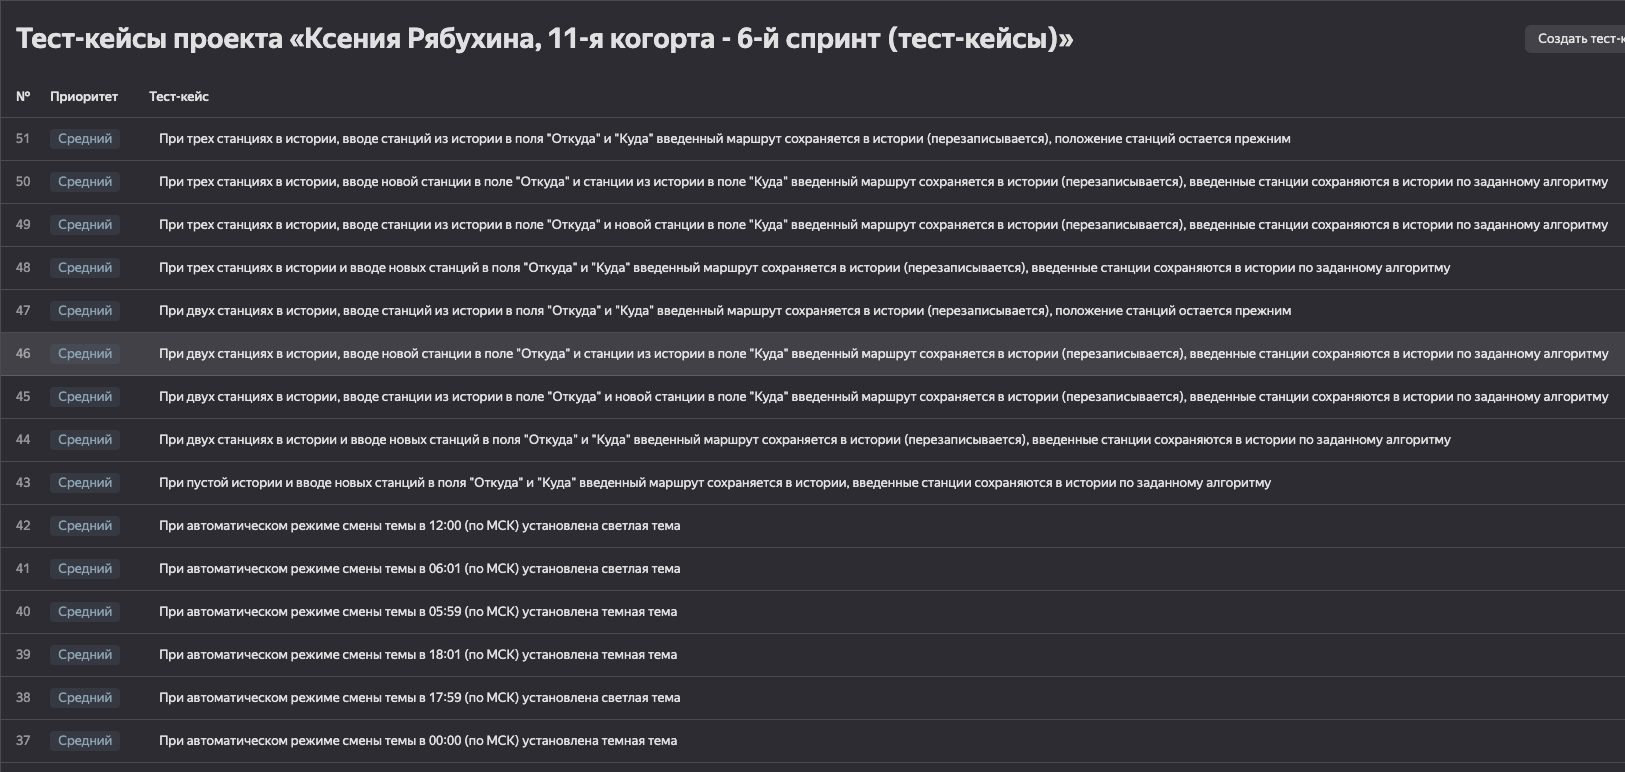 Тест-кейсы проекта «Ксения Рябухина, 11-я когорта - 6-й спринт (тест-кейсы)»
Создать тест-к
№ Приоритет Тест-кейс
51 Средний При трех станциях в истории, вводе станций из истории в поля "Откуда" и "Куда" введенный маршрут сохраняется в истории (перезаписывается), положение станций остается прежним
50 Средний При трех станциях в истории, вводе новой станции в поле "Откуда" и станции из истории в поле "Куда" введенный маршрут сохраняется в истории (перезаписывается), введенные станции сохраняются в истории по заданному алгоритму
49 Средний При трех станциях в истории, вводе станции из истории в поле "Откуда" и новой станции в поле "Куда" введенный маршрут сохраняется в истории (перезаписывается), введенные станции сохраняются в истории по заданному алгоритму
48 Средний При трех станциях в истории и вводе новых станций в поля "Откуда" и "Куда" введенный маршрут сохраняется в истории (перезаписывается), введенные станции сохраняются в истории по заданному алгоритму
47 Средний При двух станциях в истории, вводе станций из истории в поля "Откуда" и "Куда" введенный маршрут сохраняется в истории (перезаписывается), положение станций остается прежним
46 Средний При двух станциях в истории, вводе новой станции в поле "Откуда" и станции из истории в поле "Куда" введенный маршрут сохраняется в истории (перезаписывается), введенные станции сохраняются в истории по заданному алгоритму
45 Средний При двух станциях в истории, вводе станции из истории в поле "Откуда" и новой станции в поле "Куда" введенный маршрут сохраняется в истории (перезаписывается), введенные станции сохраняются в истории по заданному алгоритму
44 Средний При двух станциях в истории и вводе новых станций в поля "Откуда" и "Куда" введенный маршрут сохраняется в истории (перезаписывается), введенные станции сохраняются в истории по заданному алгоритму
43 Средний При пустой истории и вводе новых станций в поля "Откуда" и "Куда" введенный маршрут сохраняется в истории, введенные станции сохраняются в истории по заданному алгоритму
42 Средний При автоматическом режиме смены темы в 12:00 (по МСК) установлена светлая тема
41 Средний При автоматическом режиме смены темы в 06:01 (по МСК) установлена светлая тема
40 Средний При автоматическом режиме смены темы в 05:59 (по МСК) установлена темная тема
39 Средний При автоматическом режиме смены темы в 18:01 (по МСК) установлена темная тема
38 Средний При автоматическом режиме смены темы в 17:59 (по МСК) установлена светлая тема
37 Средний При автоматическом режиме смены темы в 00:00 (по МСК) установлена темная тема